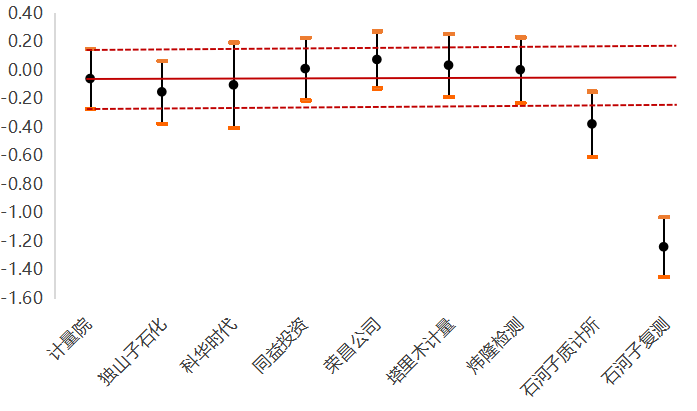 0.40
0.20
0.00
-0.20
-0.40
-0.60
-0.80
-1.00
-1.20
-1.40
-1.60
计量院
独山子石化
科华时代
同益投资
荣昌公司
塔里木计量
炜隆检测
石河子质计所
石河子复测